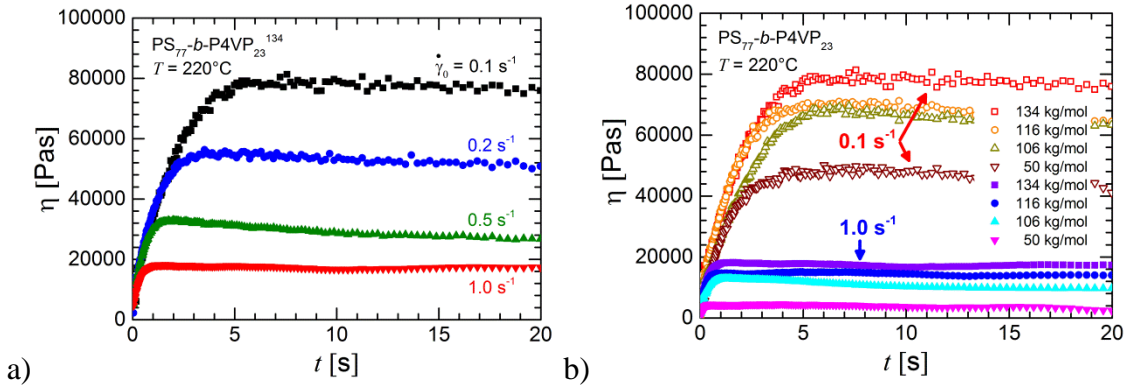 PS77-b-P4VP23^134
T = 220°C
γ̇0 = 0.1 s-1
0.2 s-1
0.5 s-1
1.0 s-1
100000
80000
60000
40000
20000
0
η [Pas]
0 5 10 15 20
t [s]
a)
PS77-b-P4VP23
T = 220°C
134 kg/mol
116 kg/mol
106 kg/mol
50 kg/mol
134 kg/mol
116 kg/mol
106 kg/mol
50 kg/mol
0.1 s-1
1.0 s-1
100000
80000
60000
40000
20000
0
η [Pas]
0 5 10 15 20
t [s]
b)